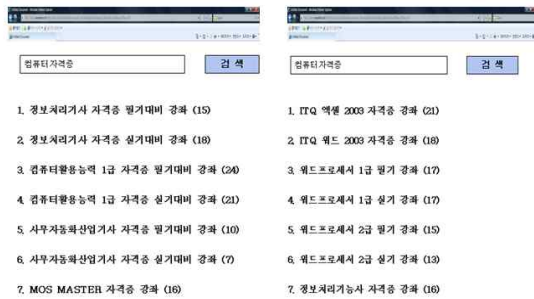 컴퓨터자격증
검 색
1. 정보처리기사 자격증 필기대비 강좌 (15)
2. 정보처리기사 자격증 실기대비 강좌 (18)
3. 컴퓨터활용능력 1급 자격증 필기대비 강좌 (24)
4. 컴퓨터활용능력 1급 자격증 실기대비 강좌 (21)
5. 사무자동화산업기사 자격증 필기대비 강좌 (10)
6. 사무자동화산업기사 자격증 실기대비 강좌 (7)
7. MOS MASTER 자격증 강좌 (16)
컴퓨터자격증
검 색
1. ITQ 엑셀 2003 자격증 강좌 (21)
2. ITQ 워드 2003 자격증 강좌 (18)
3. 워드프로세서 1급 필기 강좌 (17)
4. 워드프로세서 1급 실기 강좌 (17)
5. 워드프로세서 2급 필기 강좌 (15)
6. 워드프로세서 2급 실기 강좌 (13)
7. 정보처리기능사 자격증 강좌 (16)